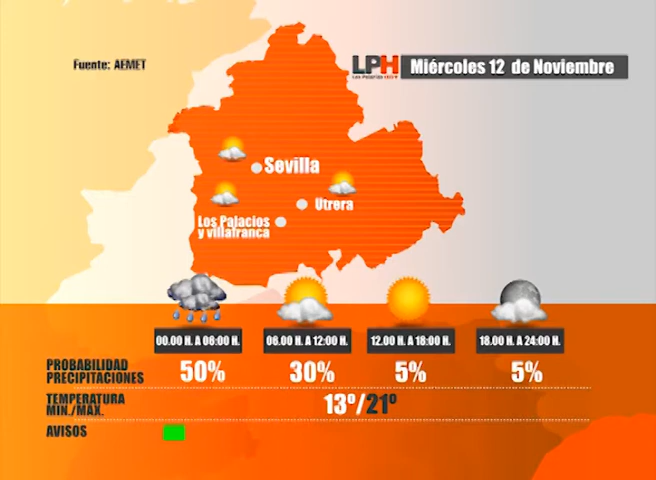 Fuente: AEMET
LPH
Miércoles 12 de Noviembre
Sevilla
Utrera
Los Palacios
y villafranca
00.00 H. A 06:00 H.
06.00 H. A 12:00 H.
12.00 H. A 18:00 H.
18.00 H. A 24:00 H.
PROBABILIDAD
PRECIPITACIONES
50%
30%
5%
5%
TEMPERATURA
MIN./MAX.
13º/21º
AVISOS